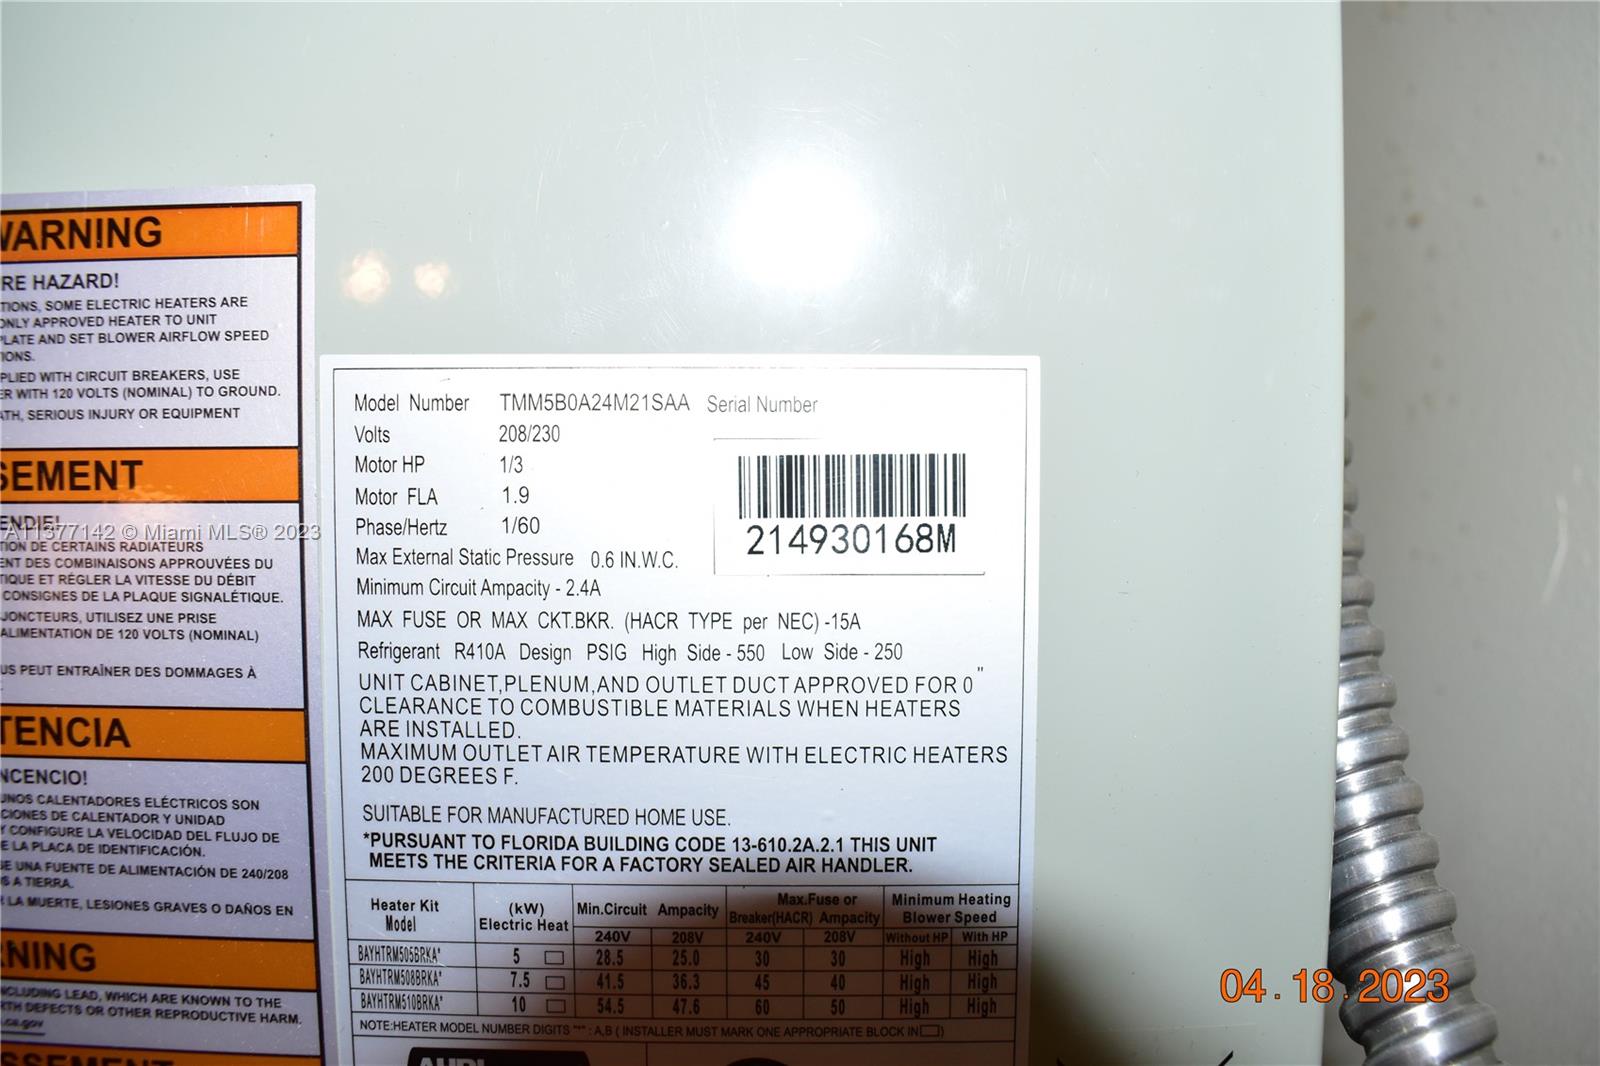 WARNING
RE HAZARD!
TIONS, SOME ELECTRIC HEATERS ARE
ONLY APPROVED HEATER TO UNIT
PLATE AND SET BLOWER AIRFLOW SPEED
IONS.
PLIED WITH CIRCUIT BREAKERS, USE
ER WITH 120 VOLTS (NOMINAL) TO GROUND.
ATH, SERIOUS INJURY OR EQUIPMENT
SEMENT
ENDIE!
A11377142 © Miami MLS® 2023
TION DE CERTAINS RADIATEURS
ENT DES COMBINAISONS APPROUVÉES DU
TIQUE ET RÉGLER LA VITESSE DU DÉBIT
CONSIGNES DE LA PLAQUE SIGNALÉTIQUE.
JONCTEURS, UTILISEZ UNE PRISE
ALIMENTATION DE 120 VOLTS (NOMINAL)
US PEUT ENTRAÎNER DES DOMMAGES À
TENCIA
NCENCIO!
UNOS CALENTADORES ELÉCTRICOS SON
CIONES DE CALENTADOR Y UNIDAD
Y CONFIGURE LA VELOCIDAD DEL FLUJO DE
E LA PLACA DE IDENTIFICACIÓN.
SE UNA FUENTE DE ALIMENTACIÓN DE 240/208
S A TIERRA.
LA MUERTE, LESIONES GRAVES O DAÑOS EN
NING
NCLUDING LEAD, WHICH ARE KNOWN TO THE
RTH DEFECTS OR OTHER REPRODUCTIVE HARM.
.ca.gov
SSEMENT
Model Number TMM5B0A24M21SAA Serial Number
Volts 208/230
Motor HP 1/3
Motor FLA 1.9
Phase/Hertz 1/60
214930168M
Max External Static Pressure 0.6 IN.W.C.
Minimum Circuit Ampacity - 2.4A
MAX FUSE OR MAX CKT.BKR. (HACR TYPE per NEC) -15A
Refrigerant R410A Design PSIG High Side - 550 Low Side - 250
UNIT CABINET,PLENUM,AND OUTLET DUCT APPROVED FOR 0"
CLEARANCE TO COMBUSTIBLE MATERIALS WHEN HEATERS
ARE INSTALLED.
MAXIMUM OUTLET AIR TEMPERATURE WITH ELECTRIC HEATERS
200 DEGREES F.
SUITABLE FOR MANUFACTURED HOME USE.
*PURSUANT TO FLORIDA BUILDING CODE 13-610.2A.2.1 THIS UNIT
MEETS THE CRITERIA FOR A FACTORY SEALED AIR HANDLER.
Heater Kit Model (kW) Electric Heat Min.Circuit Ampacity Max.Fuse or Breaker(HACR) Ampacity Minimum Heating Blower Speed
240V 208V 240V 208V Without HP With HP
BAYHTRM505BRKA* 5 28.5 25.0 30 30 High High
BAYHTRM508BRKA* 7.5 41.5 36.3 45 40 High High
BAYHTRM510BRKA* 10 54.5 47.6 60 50 High High
NOTE:HEATER MODEL NUMBER DIGITS "*" : A,B ( INSTALLER MUST MARK ONE APPROPRIATE BLOCK IN )
AHRI
04.18.2023